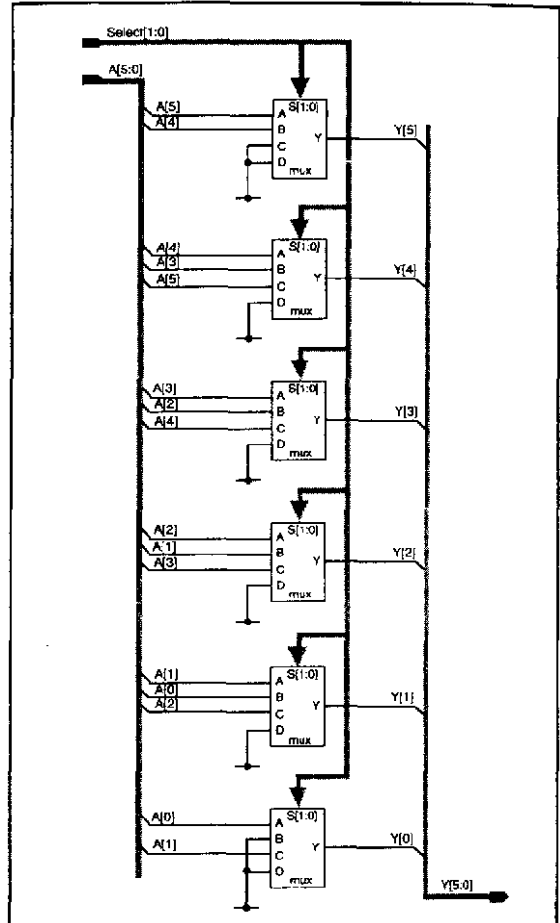 Select[1:0]
A[5:0]
A[5]
A[4]
S[1:0]
A
B
C
D
Y
mux
Y[5]
A[4]
A[3]
A[5]
S[1:0]
A
B
C
D
Y
mux
Y[4]
A[3]
A[2]
A[4]
S[1:0]
A
B
C
D
Y
mux
Y[3]
A[2]
A[1]
A[3]
S[1:0]
A
B
C
D
Y
mux
Y[2]
A[1]
A[0]
A[2]
S[1:0]
A
B
C
D
Y
mux
Y[1]
A[0]
A[1]
S[1:0]
A
B
C
D
Y
mux
Y[0]
Y[5:0]